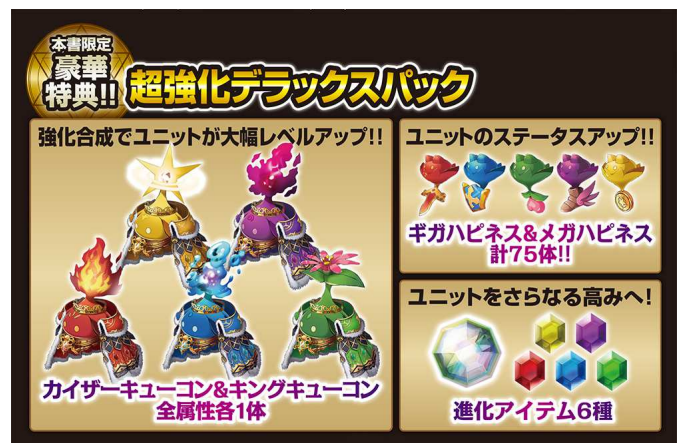 本書限定
豪華
特典!!
超強化デラックスパック
強化合成でユニットが大幅レベルアップ!!
カイザーキューコン&キングキューコン
全属性各1体
ユニットのステータスアップ!!
ギガハピネス&メガハピネス
計75体!!
ユニットをさらなる高みへ!
進化アイテム6種